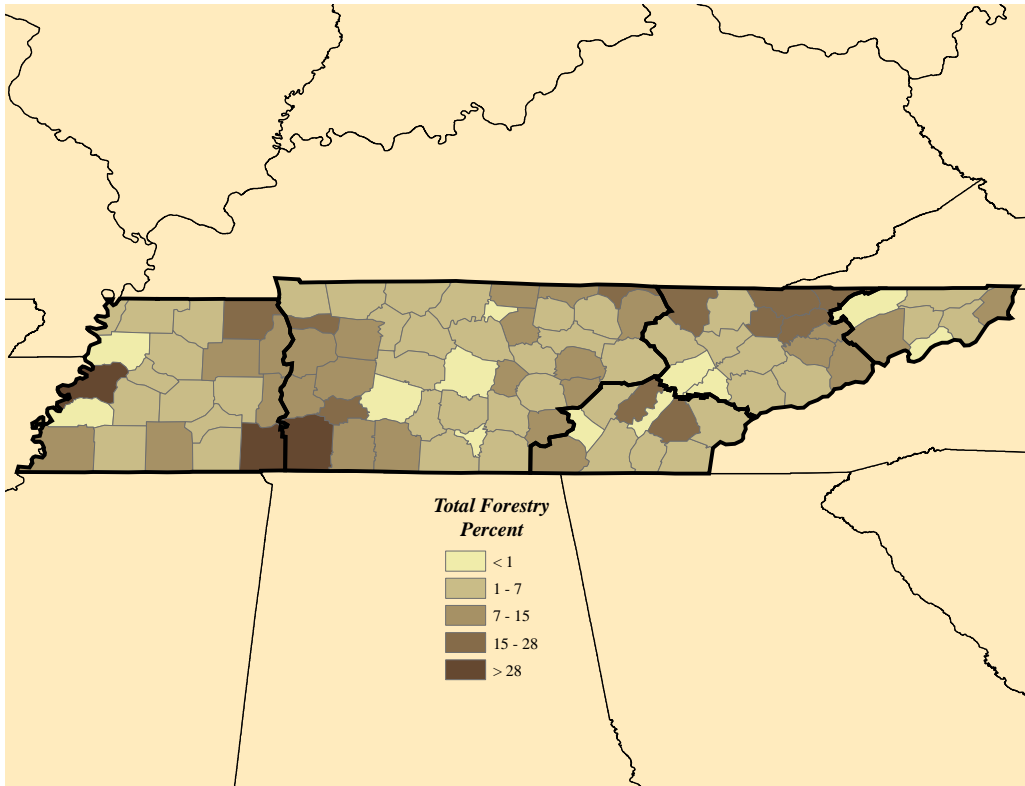 Total Forestry
Percent
< 1
1 - 7
7 - 15
15 - 28
> 28